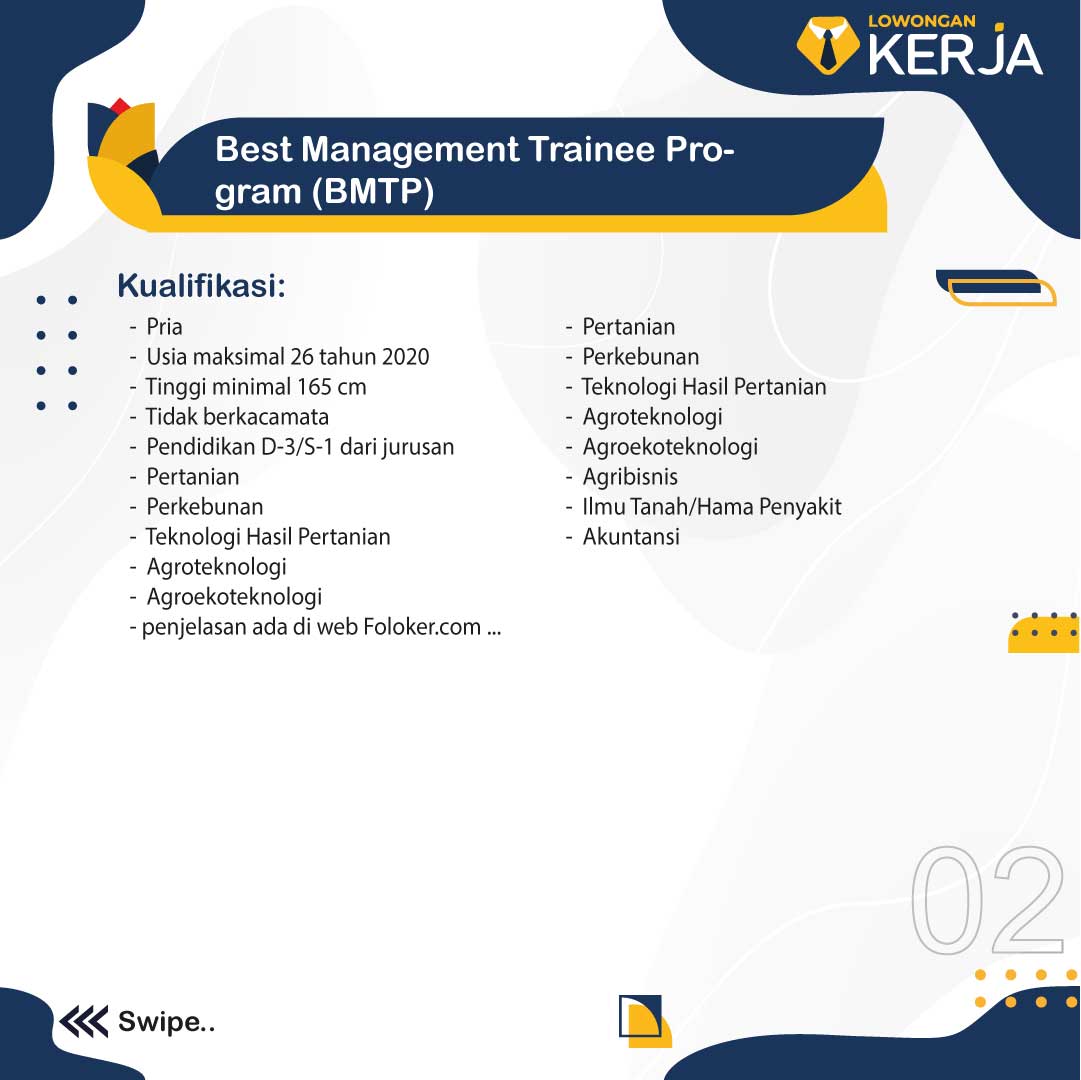 LOWONGAN
KERJA
Best Management Trainee Pro-
gram (BMTP)
Kualifikasi:
- Pria
- Usia maksimal 26 tahun 2020
- Tinggi minimal 165 cm
- Tidak berkacamata
- Pendidikan D-3/S-1 dari jurusan
- Pertanian
- Perkebunan
- Teknologi Hasil Pertanian
- Agroteknologi
- Agroekoteknologi
- penjelasan ada di web Foloker.com ...
- Pertanian
- Perkebunan
- Teknologi Hasil Pertanian
- Agroteknologi
- Agroekoteknologi
- Agribisnis
- Ilmu Tanah/Hama Penyakit
- Akuntansi
02
Swipe..